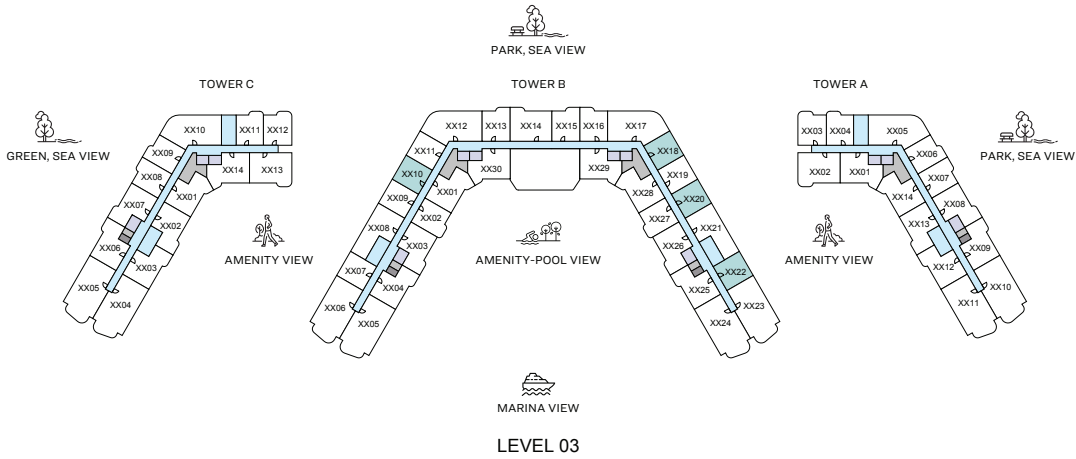 PARK, SEA VIEW
TOWER C
TOWER B
TOWER A
GREEN, SEA VIEW
PARK, SEA VIEW
XX10
XX11
XX12
XX09
XX08
XX07
XX06
XX05
XX04
XX03
XX02
XX01
XX14
XX13
AMENITY VIEW
XX12
XX13
XX14
XX15
XX16
XX17
XX11
XX10
XX09
XX08
XX07
XX06
XX05
XX04
XX03
XX02
XX01
XX30
XX29
XX28
XX27
XX26
XX25
XX24
XX23
XX22
XX21
XX20
XX19
XX18
AMENITY-POOL VIEW
AMENITY VIEW
XX03
XX04
XX05
XX02
XX01
XX06
XX07
XX08
XX09
XX10
XX11
XX12
XX13
XX14
MARINA VIEW
LEVEL 03